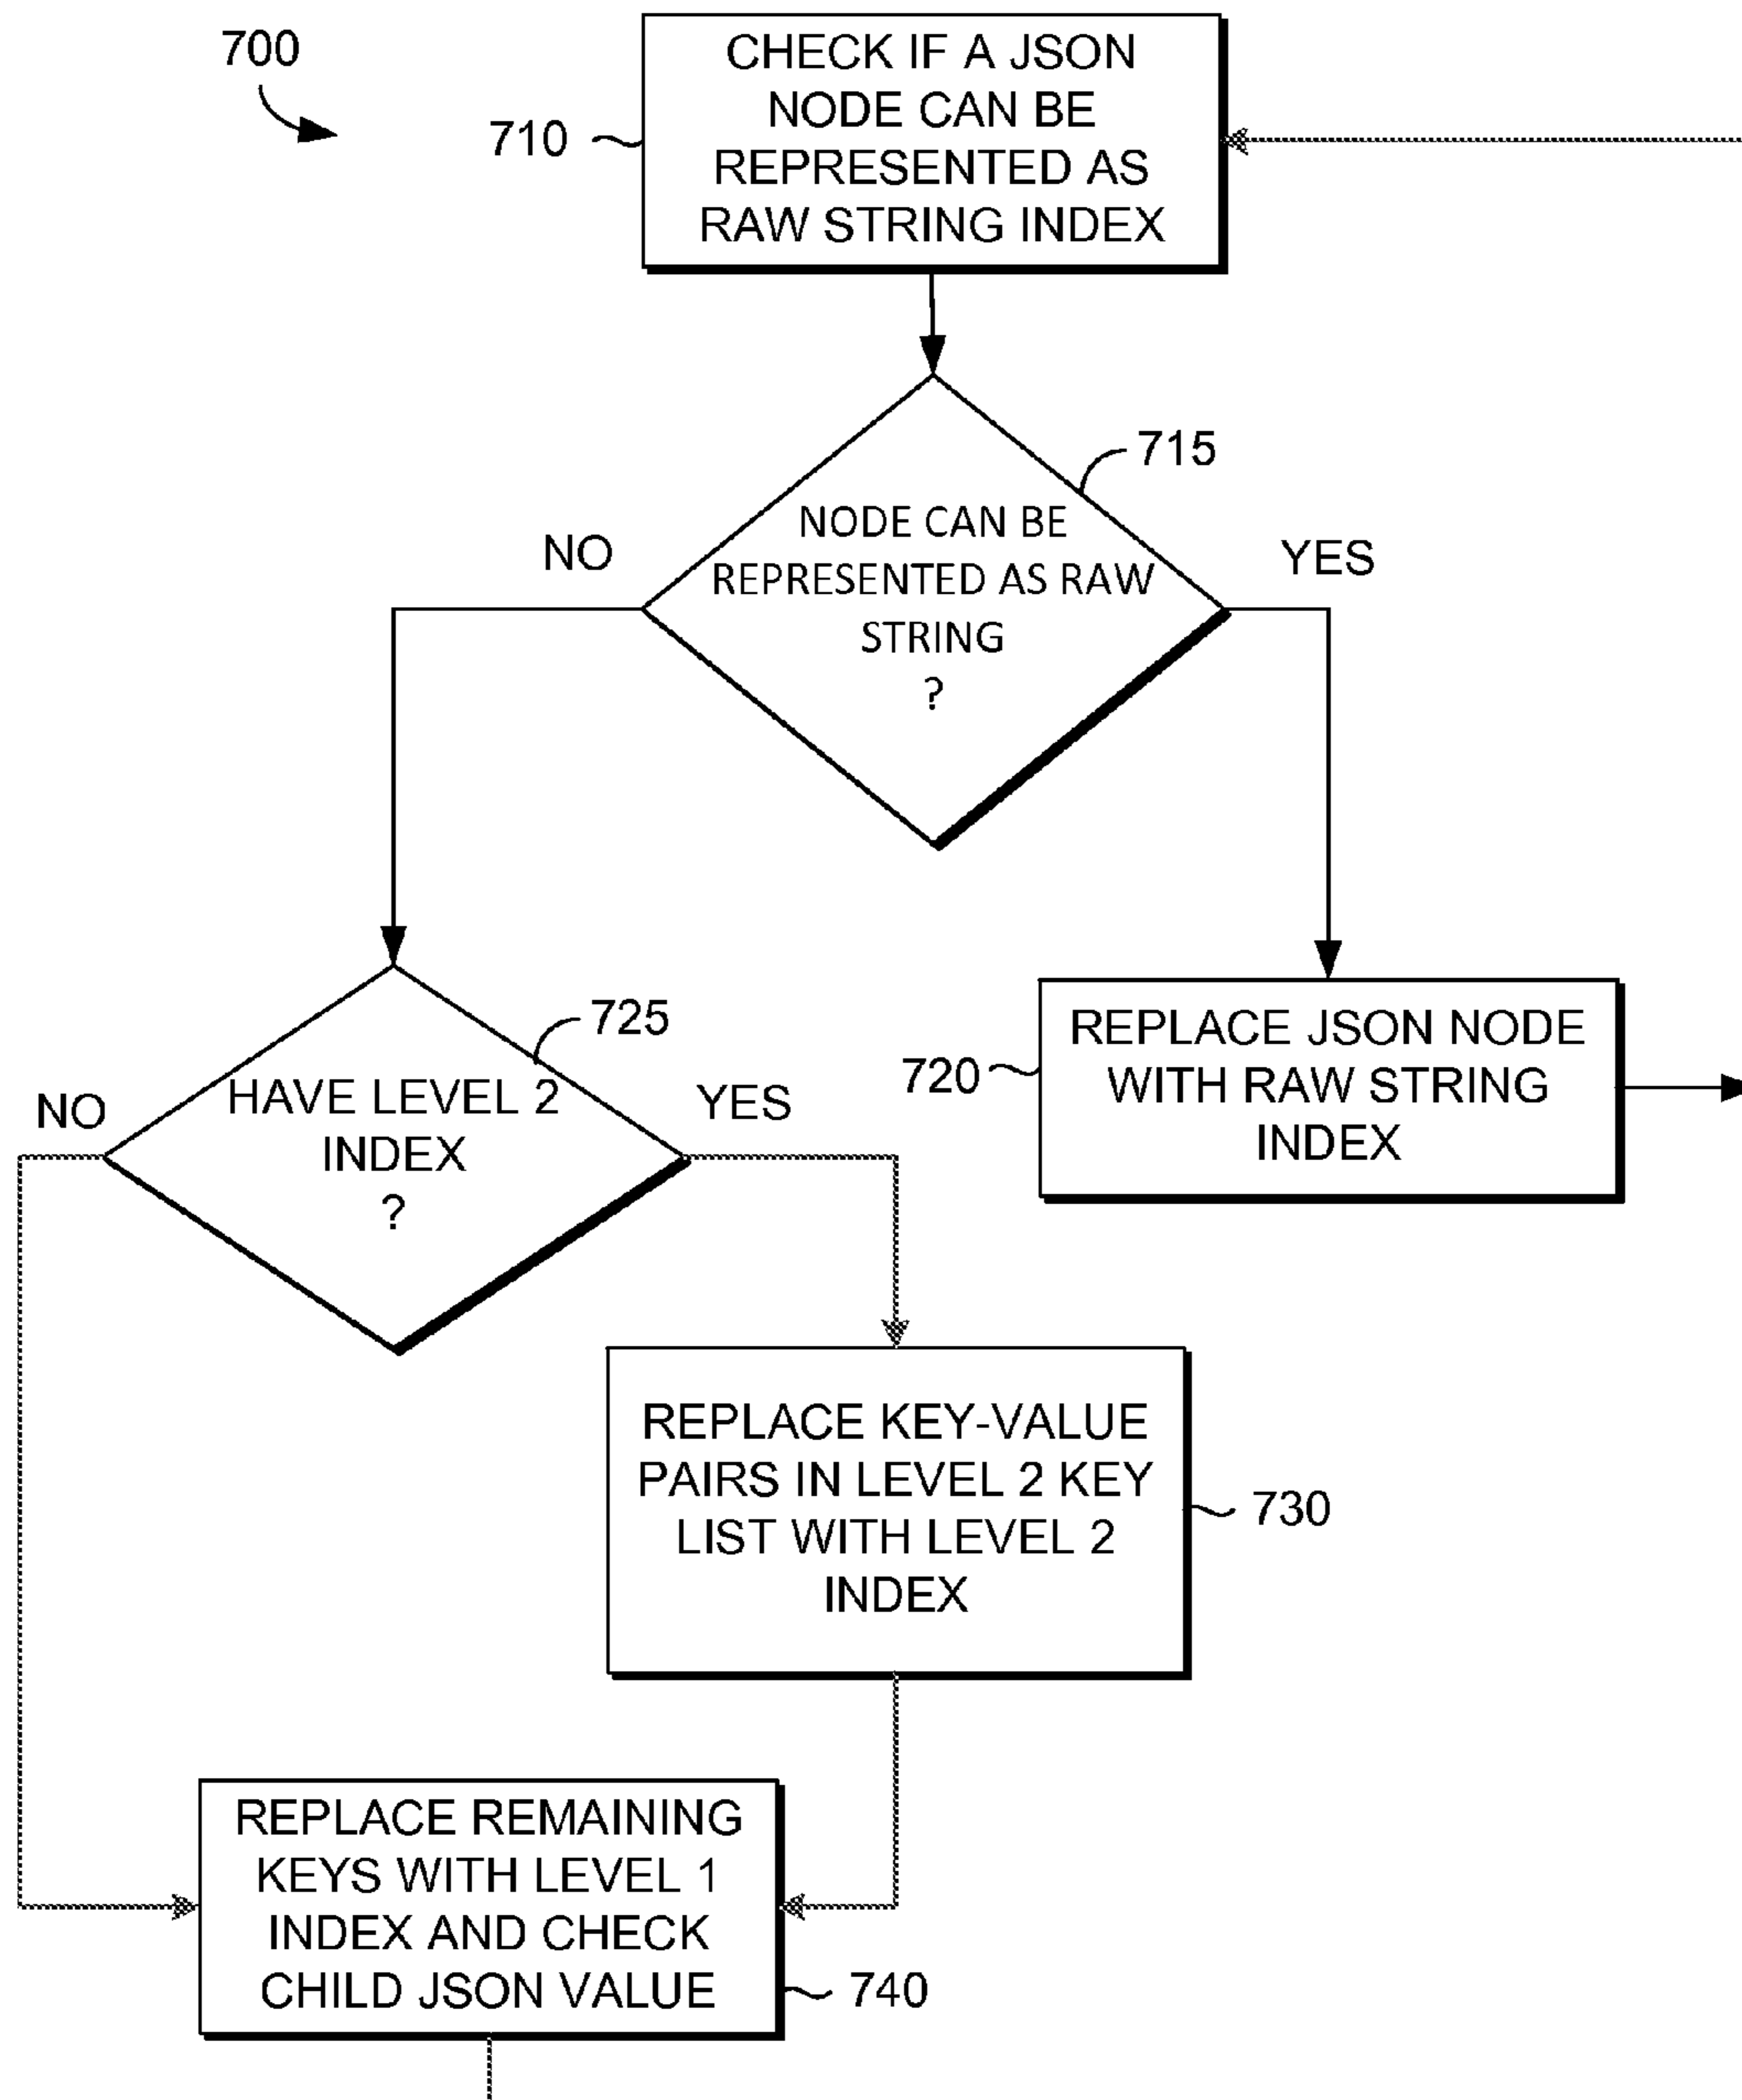 700
CHECK IF A JSON
NODE CAN BE
REPRESENTED AS
RAW STRING INDEX
710
715
NODE CAN BE
REPRESENTED AS RAW
STRING
?
NO
YES
725
HAVE LEVEL 2
INDEX
?
NO
YES
720
REPLACE JSON NODE
WITH RAW STRING
INDEX
REPLACE KEY-VALUE
PAIRS IN LEVEL 2 KEY
LIST WITH LEVEL 2
INDEX
730
REPLACE REMAINING
KEYS WITH LEVEL 1
INDEX AND CHECK
CHILD JSON VALUE
740